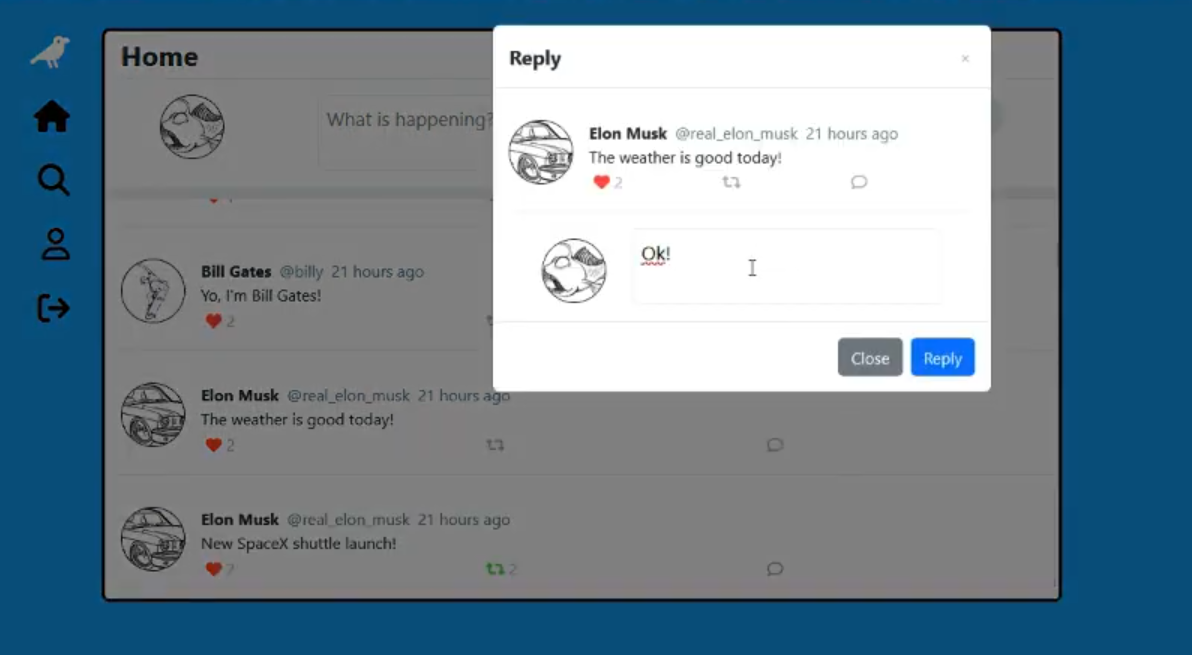 Home
What is happening?
Bill Gates @billy 21 hours ago
Yo, I'm Bill Gates!
2
Elon Musk @real_elon_musk 21 hours ago
The weather is good today!
2
Elon Musk @real_elon_musk 21 hours ago
New SpaceX shuttle launch!
7 2
Reply ×
Elon Musk @real_elon_musk 21 hours ago
The weather is good today!
2
Ok!
Close Reply